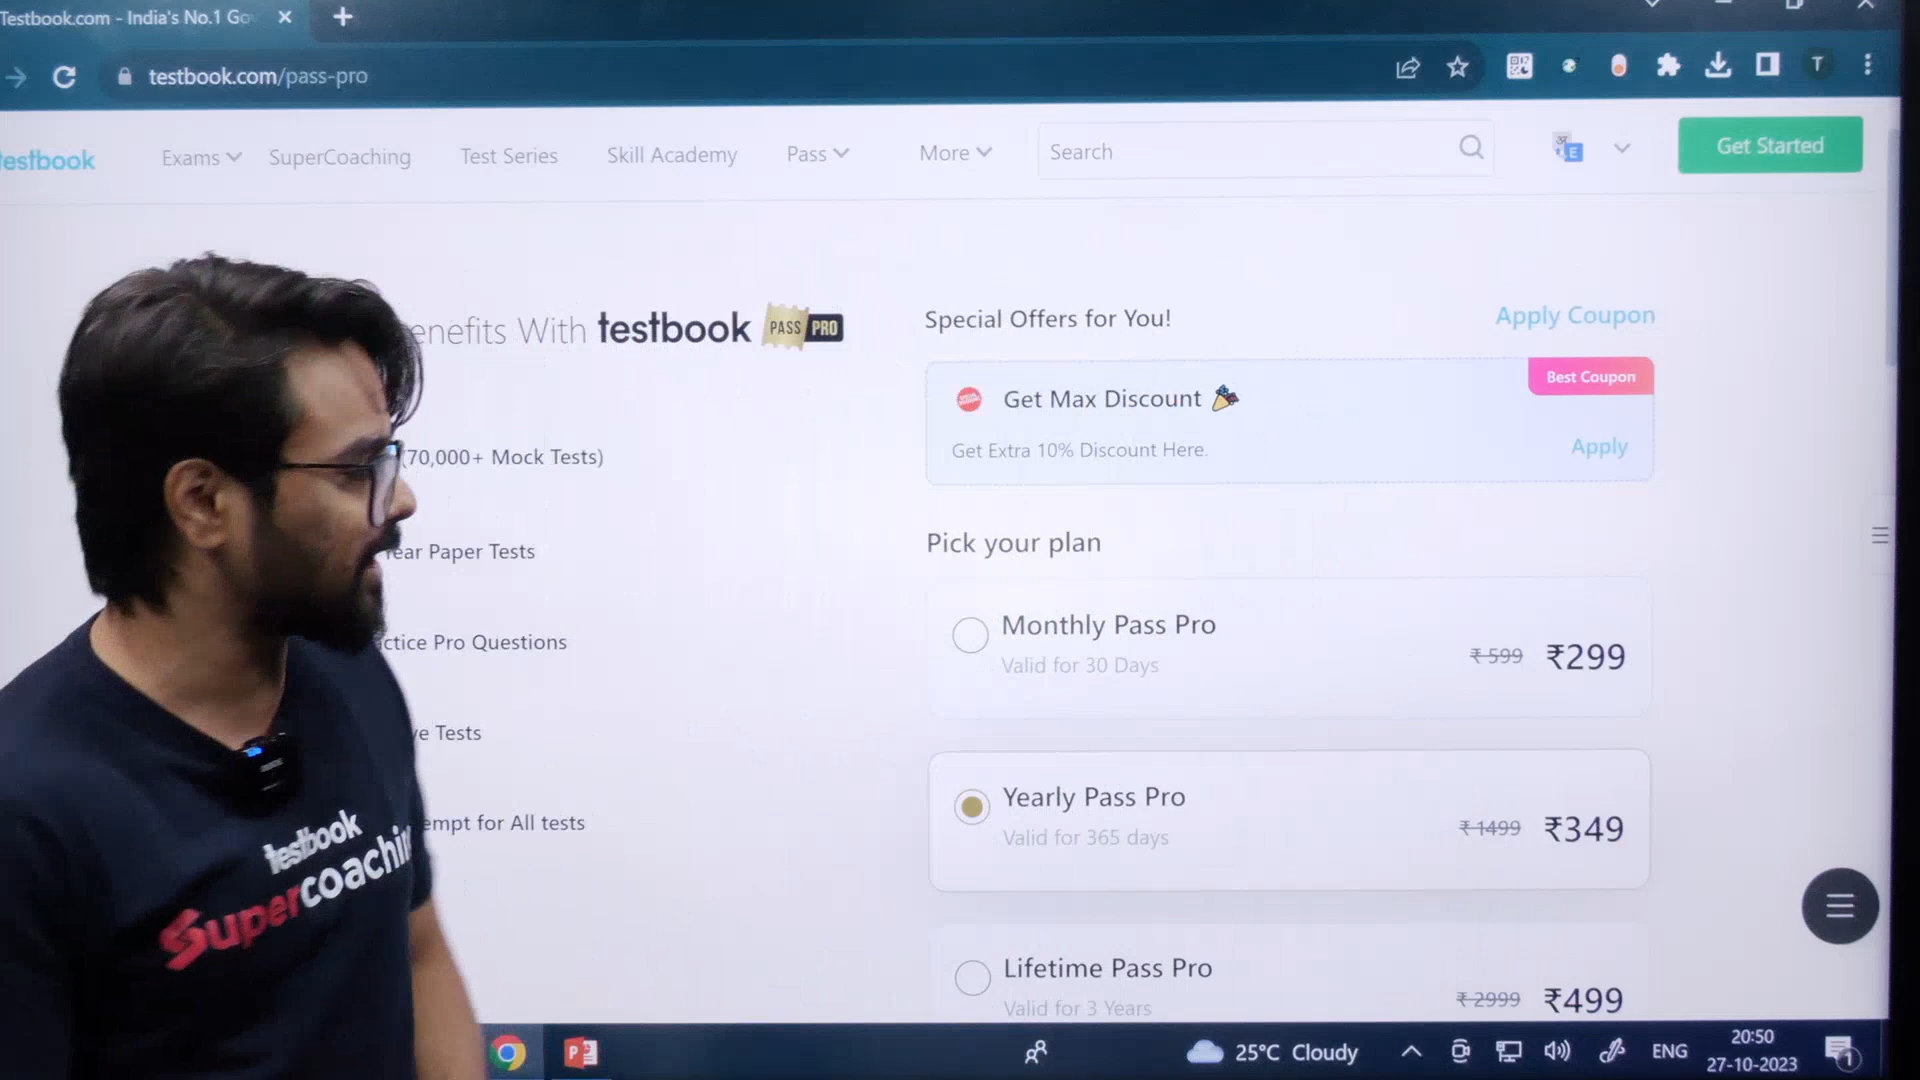 Testbook.com - India's No.1 Go
testbook.com/pass-pro
testbook
Exams
SuperCoaching
Test Series
Skill Academy
Pass
More
Search
E
Get Started
T
enefits With testbook PASS PRO
(70,000+ Mock Tests)
ear Paper Tests
ctice Pro Questions
ve Tests
empt for All tests
Special Offers for You!
Apply Coupon
Best Coupon
Get Max Discount
Get Extra 10% Discount Here.
Apply
Pick your plan
Monthly Pass Pro
Valid for 30 Days
₹ 599 ₹299
Yearly Pass Pro
Valid for 365 days
₹ 1499 ₹349
Lifetime Pass Pro
Valid for 3 Years
₹ 2999 ₹499
testbook
Supercoachin
25°C Cloudy
ENG
20:50
27-10-2023
1